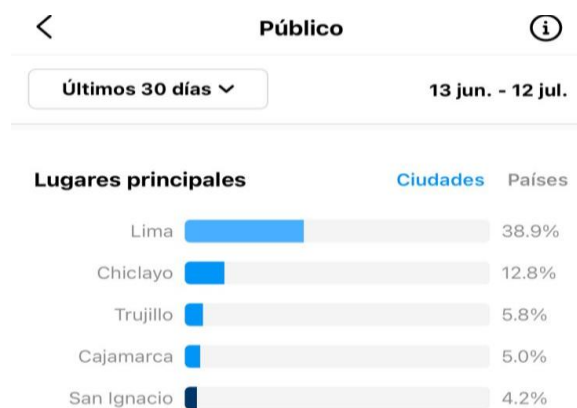 Público
Últimos 30 días
13 jun. - 12 jul.
Lugares principales
Ciudades
Países
Lima 38.9%
Chiclayo 12.8%
Trujillo 5.8%
Cajamarca 5.0%
San Ignacio 4.2%